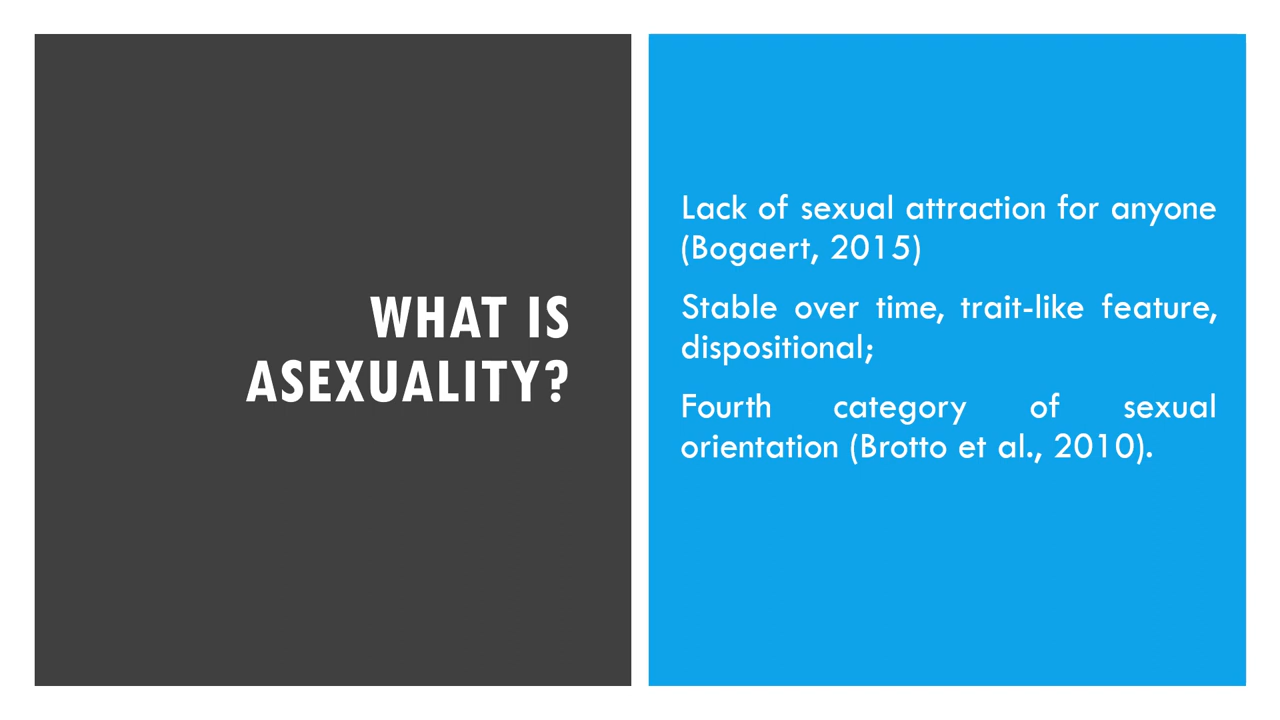 WHAT IS
ASEXUALITY?
Lack of sexual attraction for anyone
(Bogaert, 2015)
Stable over time, trait-like feature,
dispositional;
Fourth category of sexual
orientation (Brotto et al., 2010).